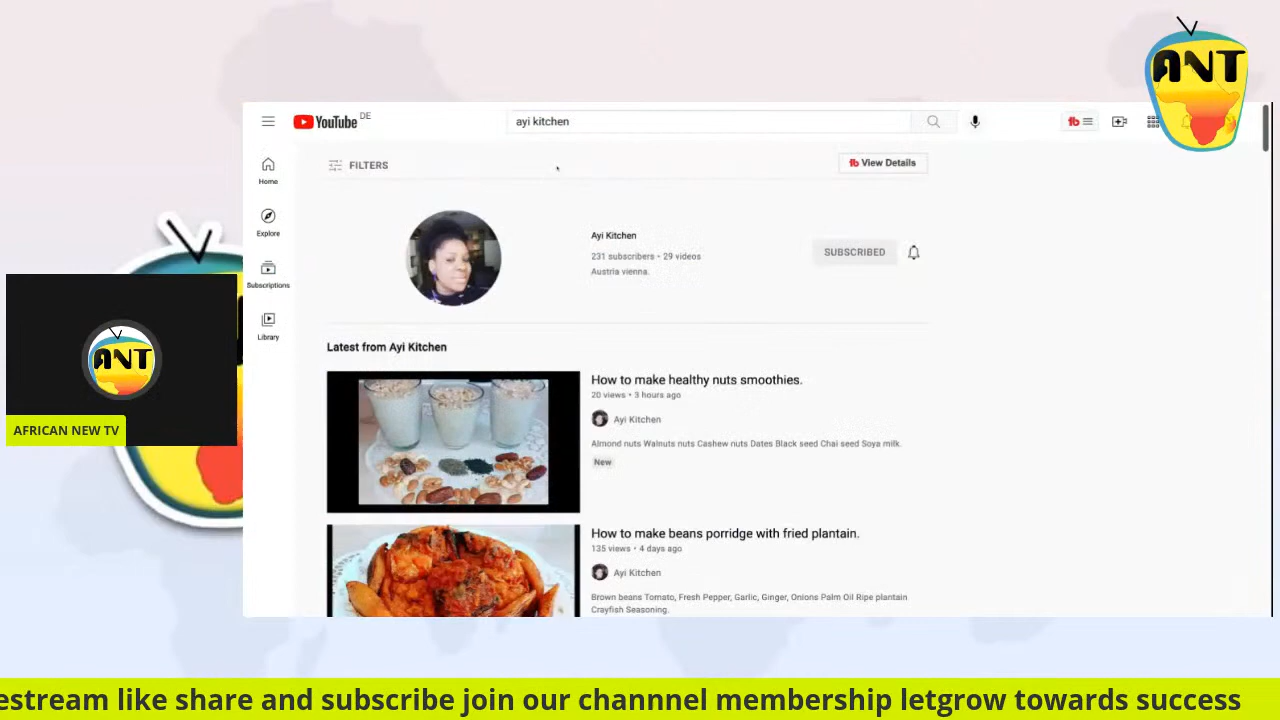 ANT
YouTube DE
ayi kitchen
Home
Explore
Subscriptions
Library
FILTERS
View Details
Ayi Kitchen
231 subscribers • 29 videos
Austria vienna.
SUBSCRIBED
Latest from Ayi Kitchen
How to make healthy nuts smoothies.
20 views • 3 hours ago
Ayi Kitchen
Almond nuts Walnuts nuts Cashew nuts Dates Black seed Chai seed Soya milk.
New
How to make beans porridge with fried plantain.
135 views • 4 days ago
Ayi Kitchen
Brown beans Tomato, Fresh Pepper, Garlic, Ginger, Onions Palm Oil Ripe plantain
Crayfish Seasoning.
ANT
AFRICAN NEW TV
estream like share and subscribe join our channnel membership letgrow towards success